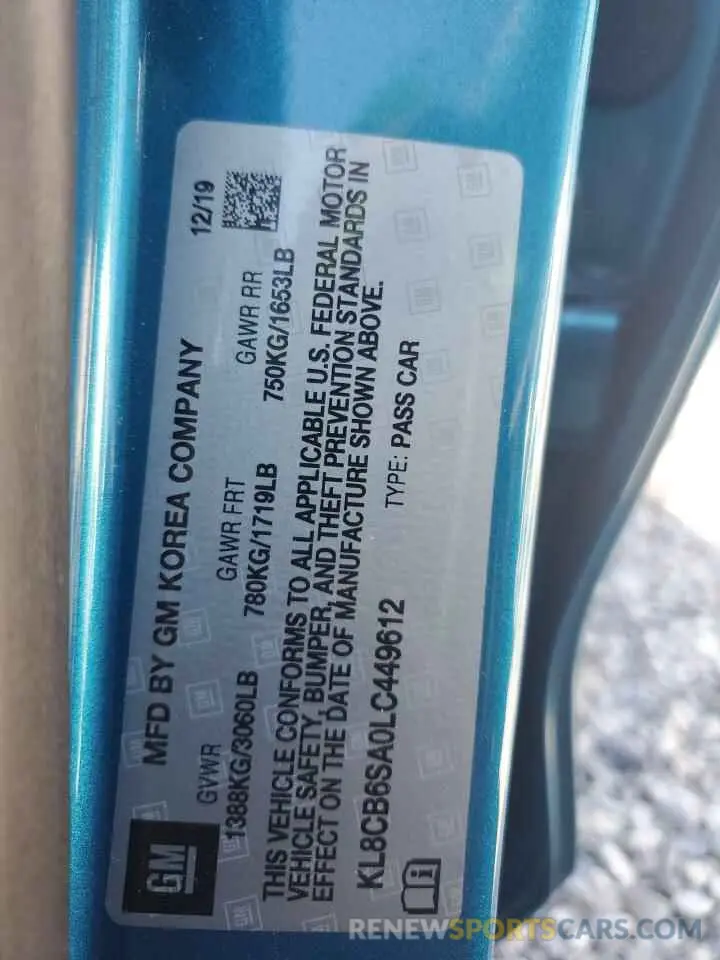 MFD BY GM KOREA COMPANY 12/19
GVWR GAWR FRT GAWR RR
1388KG/3060LB 780KG/1719LB 750KG/1653LB
THIS VEHICLE CONFORMS TO ALL APPLICABLE U.S. FEDERAL MOTOR
VEHICLE SAFETY, BUMPER, AND THEFT PREVENTION STANDARDS IN
EFFECT ON THE DATE OF MANUFACTURE SHOWN ABOVE.
KL8CB6SA0LC449612 TYPE: PASS CAR
GM
RENEWSPORTSCARS.COM